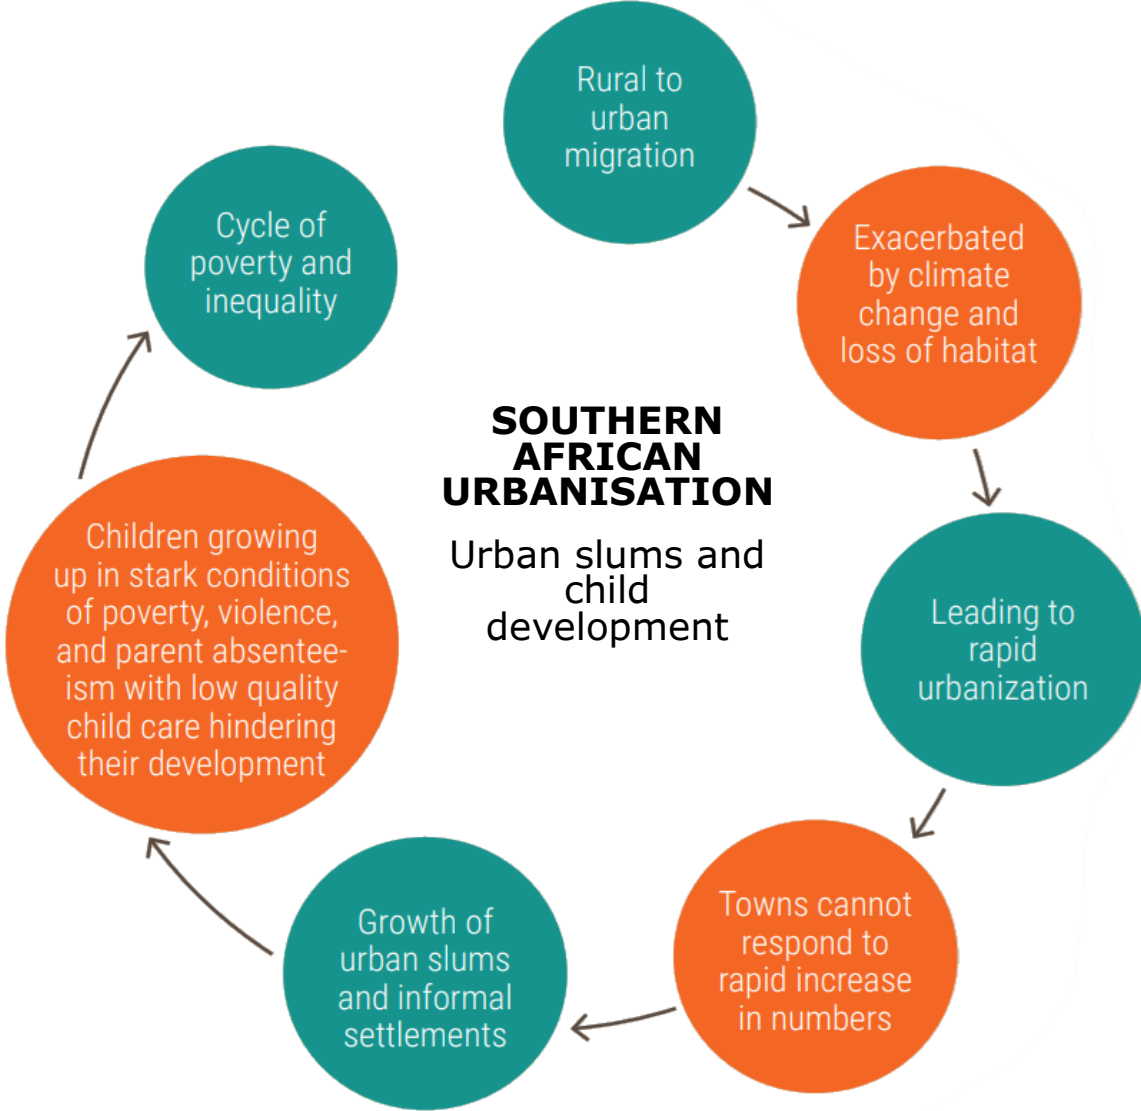 Rural to
urban
migration
Exacerbated
by climate
change and
loss of habitat
Leading to
rapid
urbanization
Towns cannot
respond to
rapid increase
in numbers
Growth of
urban slums
and informal
settlements
Children growing
up in stark conditions
of poverty, violence,
and parent absentee-
ism with low quality
child care hindering
their development
Cycle of
poverty and
inequality
SOUTHERN
AFRICAN
URBANISATION
Urban slums and
child
development